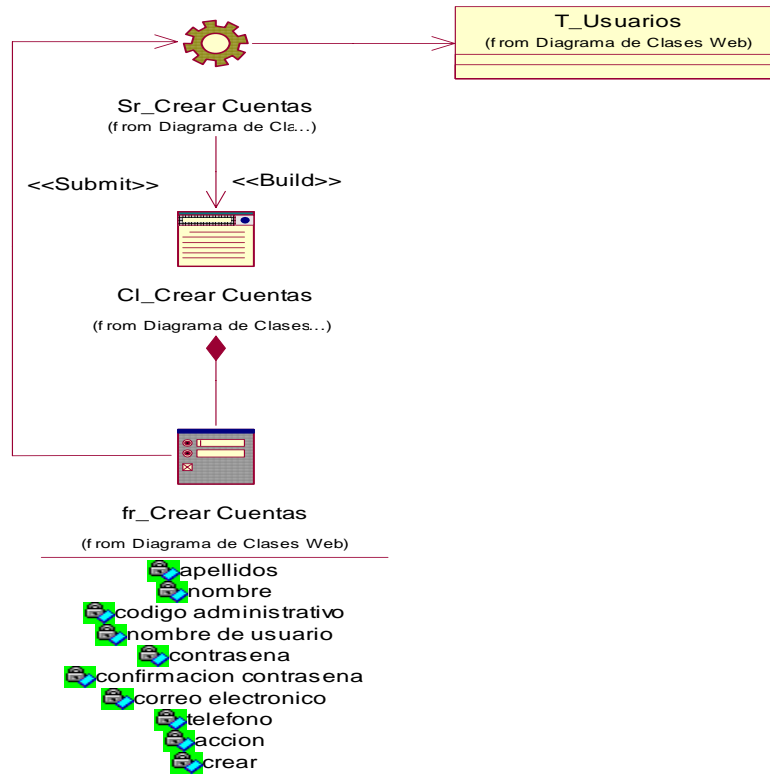 T_Usuarios
(from Diagrama de Clases Web)
Sr_Crear Cuentas
(from Diagrama de Cla...)
<<Submit>>
<<Build>>
Cl_Crear Cuentas
(from Diagrama de Clases...)
fr_Crear Cuentas
(from Diagrama de Clases Web)
apellidos
nombre
codigo administrativo
nombre de usuario
contrasena
confirmacion contrasena
correo electronico
telefono
accion
crear